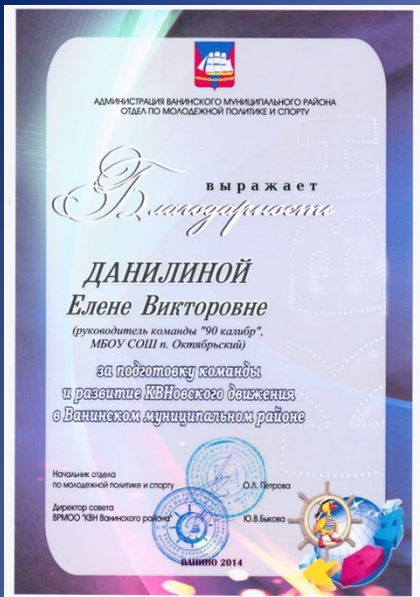 АДМИНИСТРАЦИЯ ВАНИНСКОГО МУНИЦИПАЛЬНОГО РАЙОНА
ОТДЕЛ ПО МОЛОДЕЖНОЙ ПОЛИТИКЕ И СПОРТУ
выражает
Благодарность
ДАНИЛИНОЙ
Елене Викторовне
(руководитель команды "90 калибр",
МБОУ СОШ п. Октябрьский)
за подготовку команды
и развитие КВНовского движения
в Ванинском муниципальном районе
Начальник отдела
по молодежной политике и спорту О.Л. Петрова
Директор совета
ВРМОО "КВН Ванинского района" Ю.В.Быкова
ВАНИНО 2014
КВН